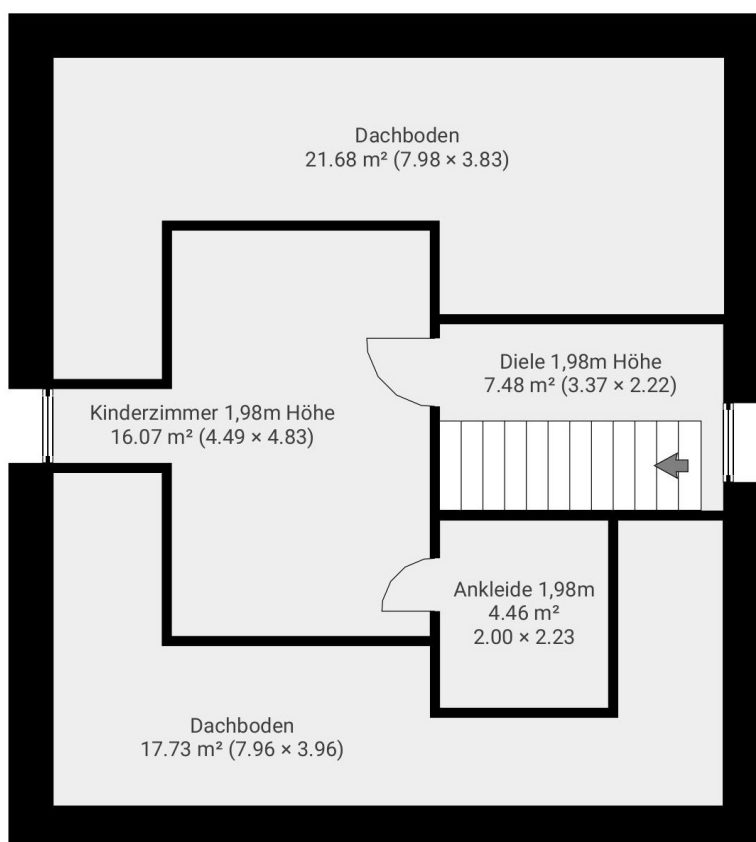 Dachboden
21.68 m² (7.98 × 3.83)
Diele 1,98m Höhe
7.48 m² (3.37 × 2.22)
Kinderzimmer 1,98m Höhe
16.07 m² (4.49 × 4.83)
Ankleide 1,98m
4.46 m²
2.00 × 2.23
Dachboden
17.73 m² (7.96 × 3.96)